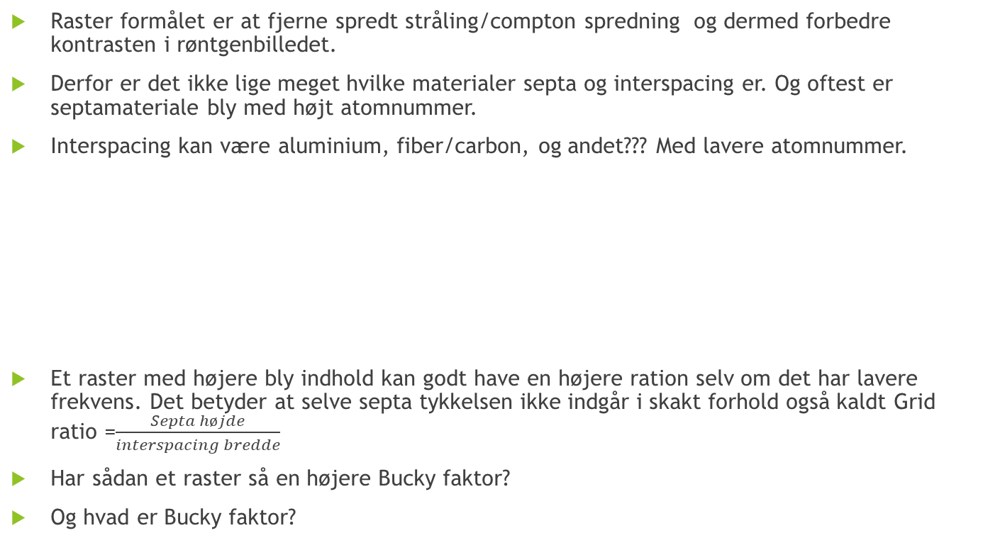 Raster formålet er at fjerne spredt stråling/compton spredning  og dermed forbedre
kontrasten i røntgenbilledet.
Derfor er det ikke lige meget hvilke materialer septa og interspacing er. Og oftest er
septamateriale bly med højt atomnummer.
Interspacing kan være aluminium, fiber/carbon, og andet??? Med lavere atomnummer.
Et raster med højere bly indhold kan godt have en højere ration selv om det har lavere
frekvens. Det betyder at selve septa tykkelsen ikke indgår i skakt forhold også kaldt Grid
ratio = Septa højde / interspacing bredde
Har sådan et raster så en højere Bucky faktor?
Og hvad er Bucky faktor?